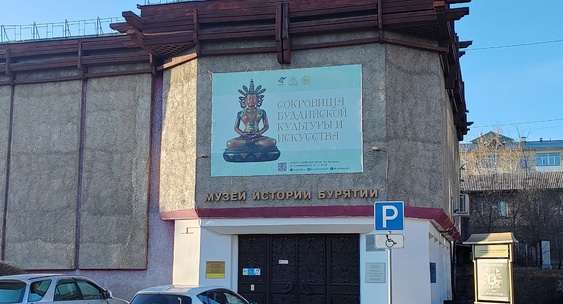 СОКРОВИЩА
БУДДИЙСКОЙ
КУЛЬТУРЫ И
ИСКУССТВА
МУЗЕЙ ИСТОРИИ БУРЯТИИ
P